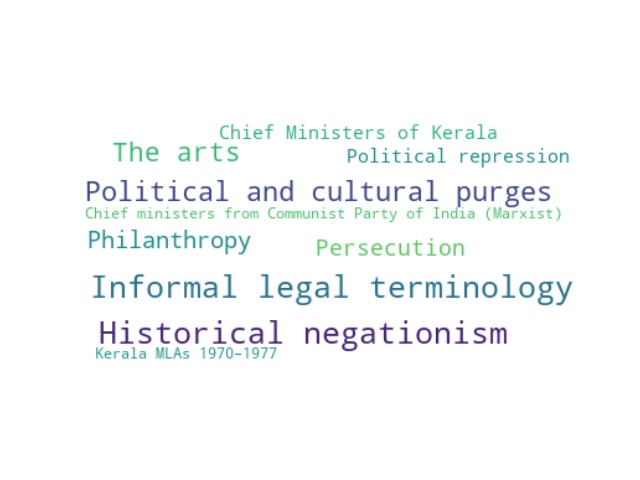 Chief Ministers of Kerala
The arts
Political repression
Political and cultural purges
Chief ministers from Communist Party of India (Marxist)
Philanthropy
Persecution
Informal legal terminology
Historical negationism
Kerala MLAs 1970–1977